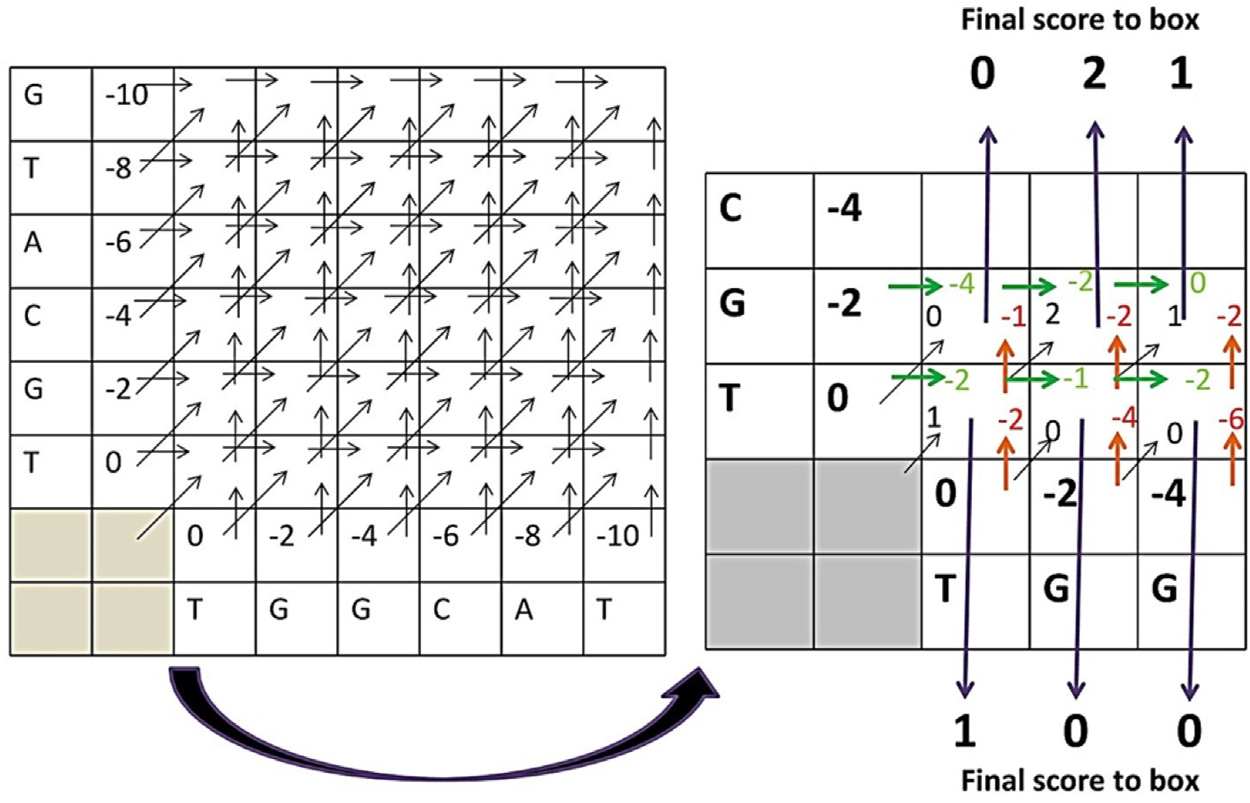 Final score to box
0 2 1
G -10
T -8
A -6
C -4
G -2
T 0
0 -2 -4 -6 -8 -10
T G G C A T
C -4
G -2 -4 -2 0
0 -1 2 -2 1 -2
T 0 -2 -1 -2
1 -2 0 -4 0 -6
0 -2 -4
T G G
1 0 0
Final score to box